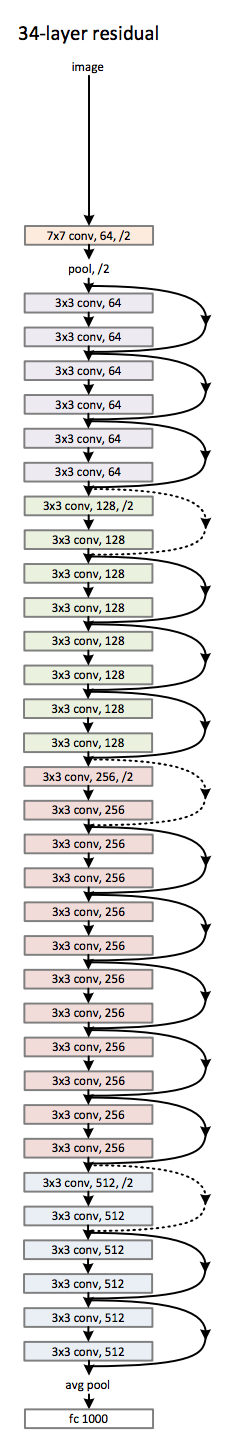 34-layer residual
image
7x7 conv, 64, /2
pool, /2
3x3 conv, 64
3x3 conv, 64
3x3 conv, 64
3x3 conv, 64
3x3 conv, 64
3x3 conv, 64
3x3 conv, 128, /2
3x3 conv, 128
3x3 conv, 128
3x3 conv, 128
3x3 conv, 128
3x3 conv, 128
3x3 conv, 128
3x3 conv, 128
3x3 conv, 256, /2
3x3 conv, 256
3x3 conv, 256
3x3 conv, 256
3x3 conv, 256
3x3 conv, 256
3x3 conv, 256
3x3 conv, 256
3x3 conv, 256
3x3 conv, 256
3x3 conv, 256
3x3 conv, 256
3x3 conv, 512, /2
3x3 conv, 512
3x3 conv, 512
3x3 conv, 512
3x3 conv, 512
3x3 conv, 512
avg pool
fc 1000